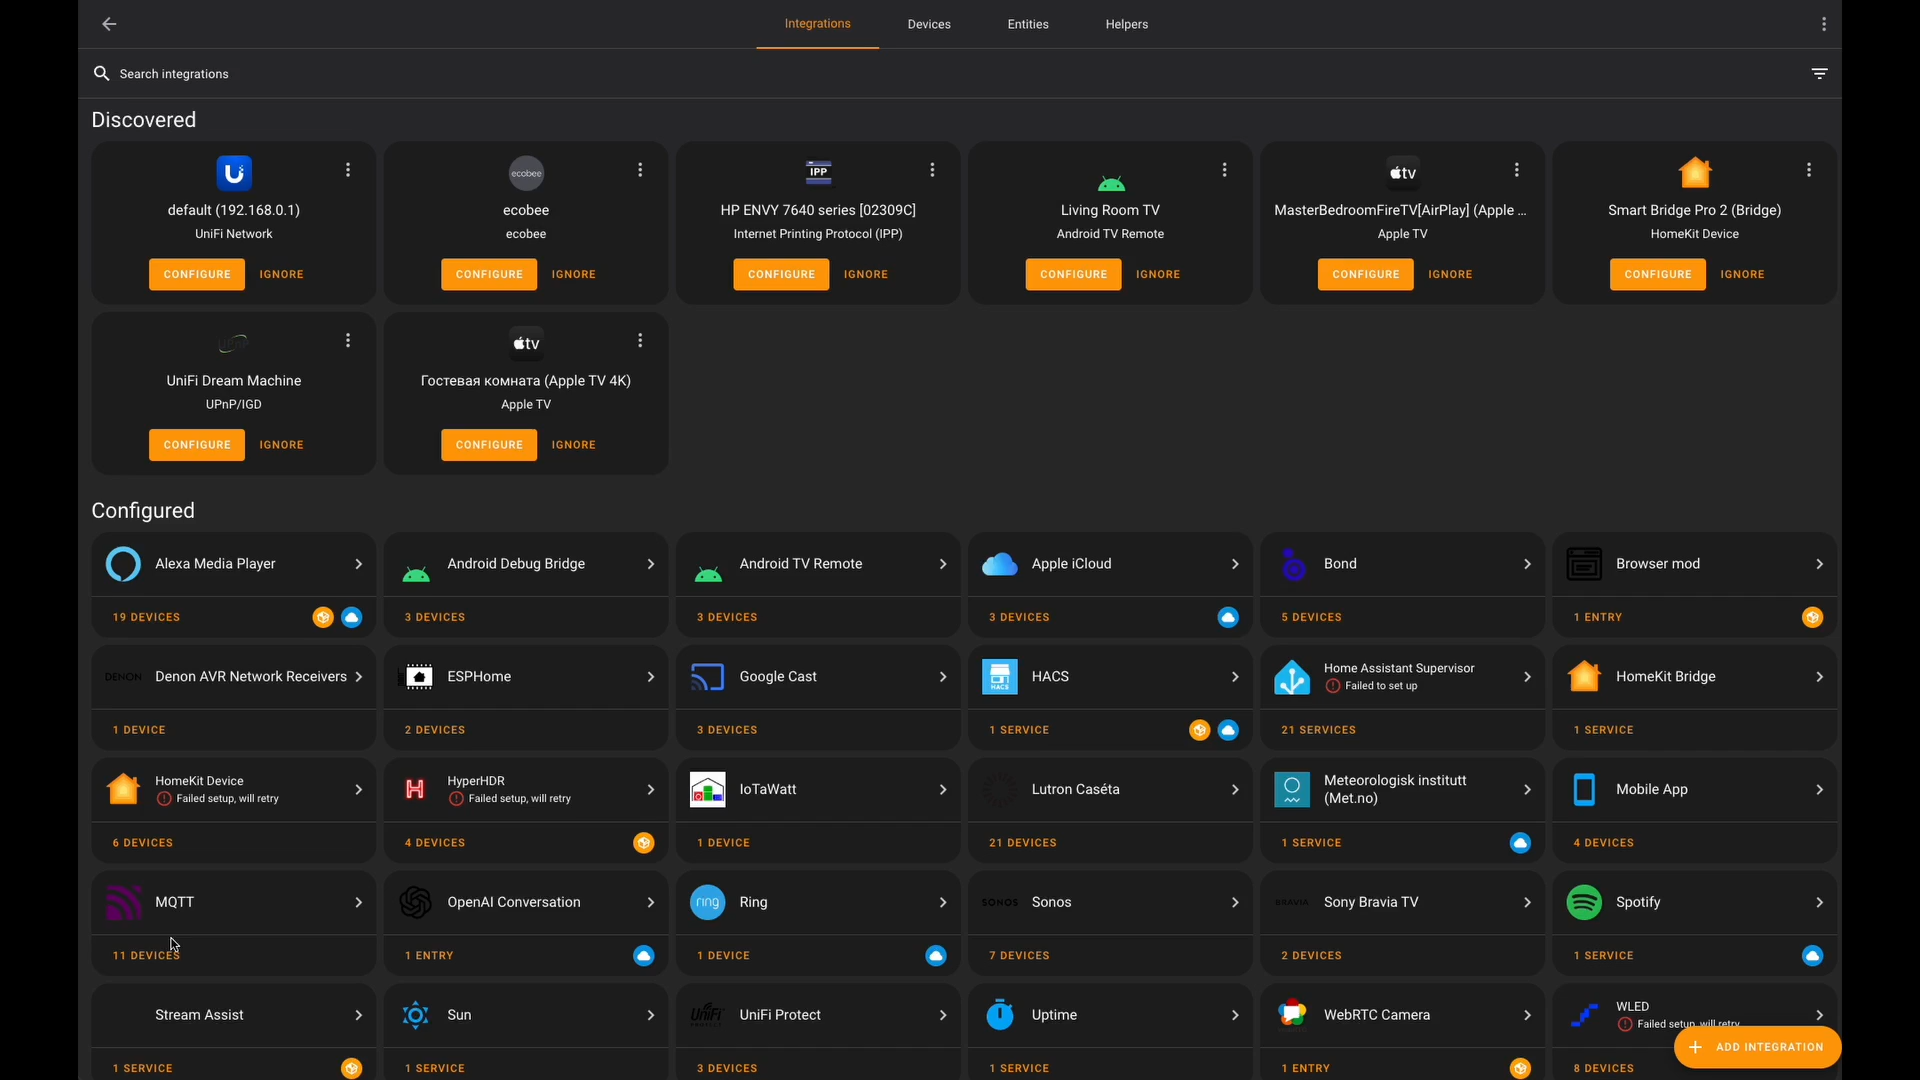 Integrations
Devices
Entities
Helpers
Search integrations
Discovered
default (192.168.0.1)
UniFi Network
CONFIGURE
IGNORE
ecobee
ecobee
ecobee
CONFIGURE
IGNORE
IPP
HP ENVY 7640 series [02309C]
Internet Printing Protocol (IPP)
CONFIGURE
IGNORE
Living Room TV
Android TV Remote
CONFIGURE
IGNORE
tv
MasterBedroomFireTV[AirPlay] (Apple ...
Apple TV
CONFIGURE
IGNORE
Smart Bridge Pro 2 (Bridge)
HomeKit Device
CONFIGURE
IGNORE
UniFi Dream Machine
UPnP/IGD
CONFIGURE
IGNORE
tv
Гостевая комната (Apple TV 4K)
Apple TV
CONFIGURE
IGNORE
Configured
Alexa Media Player
19 DEVICES
Android Debug Bridge
3 DEVICES
Android TV Remote
3 DEVICES
Apple iCloud
3 DEVICES
Bond
5 DEVICES
Browser mod
1 ENTRY
DENON
Denon AVR Network Receivers
1 DEVICE
ESPHome
2 DEVICES
Google Cast
3 DEVICES
HACS
HACS
1 SERVICE
Home Assistant Supervisor
Failed to set up
21 SERVICES
HomeKit Bridge
1 SERVICE
HomeKit Device
Failed setup, will retry
6 DEVICES
H
HyperHDR
Failed setup, will retry
4 DEVICES
IoTaWatt
1 DEVICE
Lutron Caséta
21 DEVICES
Meteorologisk institutt
(Met.no)
1 SERVICE
Mobile App
4 DEVICES
MQTT
11 DEVICES
OpenAI Conversation
1 ENTRY
ring
Ring
1 DEVICE
SONOS
Sonos
7 DEVICES
BRAVIA
Sony Bravia TV
2 DEVICES
Spotify
1 SERVICE
Stream Assist
1 SERVICE
Sun
1 SERVICE
UniFi
UniFi Protect
3 DEVICES
Uptime
1 SERVICE
WebRTC Camera
1 ENTRY
WLED
Failed setup, will retry
8 DEVICES
ADD INTEGRATION